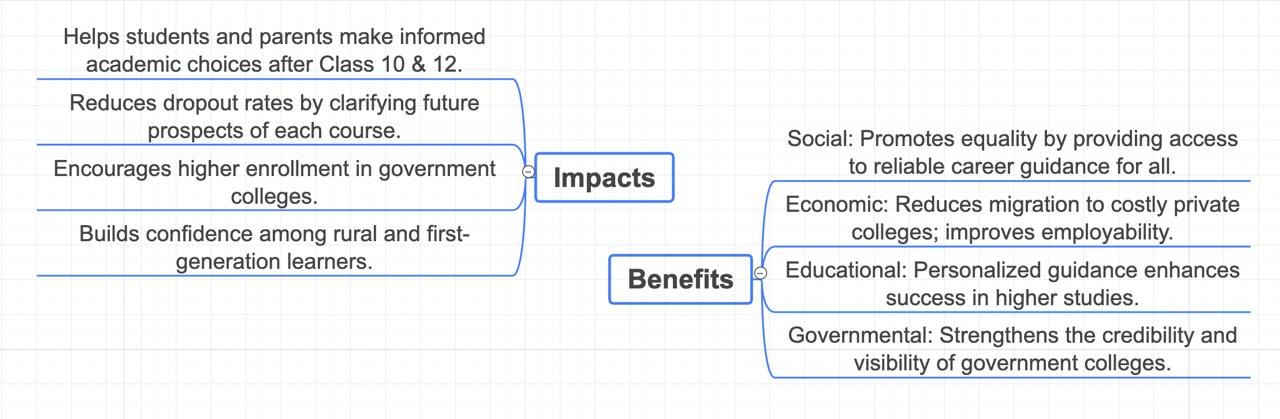 Helps students and parents make informed
academic choices after Class 10 & 12.
Reduces dropout rates by clarifying future
prospects of each course.
Encourages higher enrollment in government
colleges.
Builds confidence among rural and first-
generation learners.
Impacts
Benefits
Social: Promotes equality by providing access
to reliable career guidance for all.
Economic: Reduces migration to costly private
colleges; improves employability.
Educational: Personalized guidance enhances
success in higher studies.
Governmental: Strengthens the credibility and
visibility of government colleges.